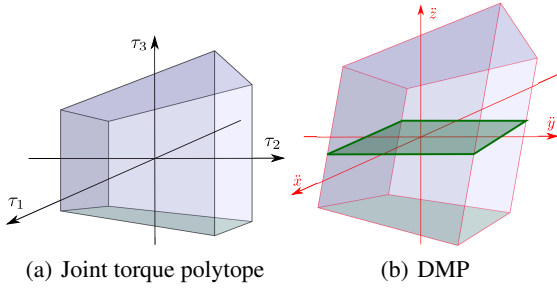 τ₃
τ₂
τ₁
(a) Joint torque polytope
z̈
ÿ
ẍ
(b) DMP